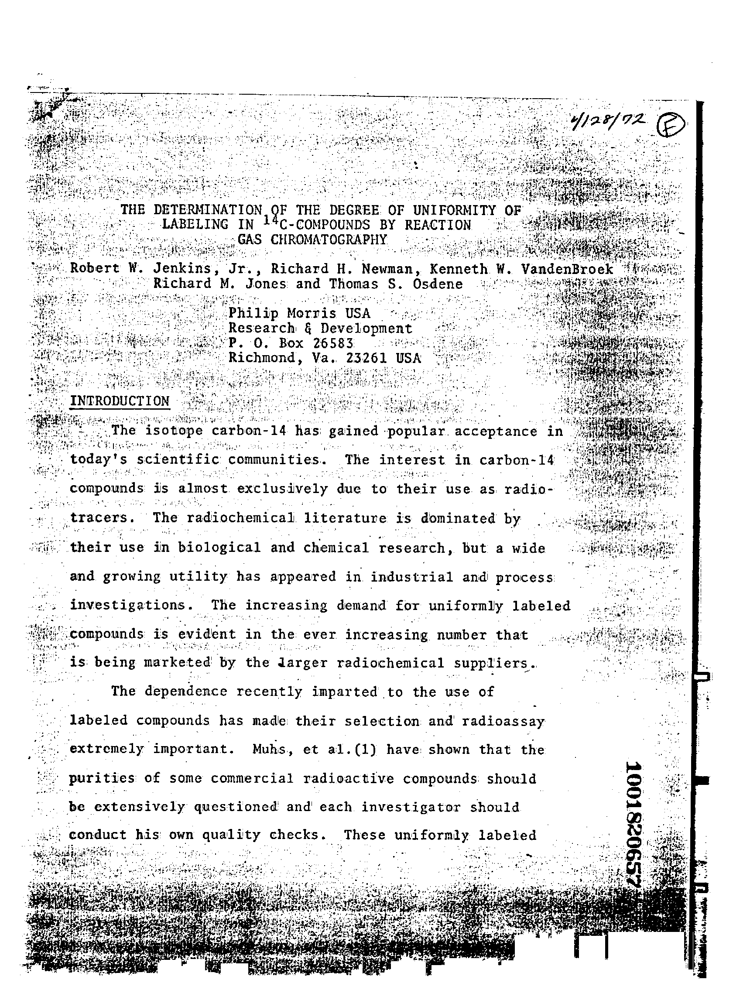 4/28/72 F
THE DETERMINATION OF THE DEGREE OF UNIFORMITY OF
LABELING IN 14C-COMPOUNDS BY REACTION
GAS CHROMATOGRAPHY
Robert W. Jenkins, Jr., Richard H. Newman, Kenneth W. VandenBroek
Richard M. Jones and Thomas S. Osdene
Philip Morris USA
Research & Development
P. O. Box 26583
Richmond, Va. 23261 USA
INTRODUCTION
The isotope carbon-14 has gained popular acceptance in
today's scientific communities. The interest in carbon-14
compounds is almost exclusively due to their use as radio-
tracers. The radiochemical literature is dominated by
their use in biological and chemical research, but a wide
and growing utility has appeared in industrial and process
investigations. The increasing demand for uniformly labeled
compounds is evident in the ever increasing number that
is being marketed by the larger radiochemical suppliers.
The dependence recently imparted to the use of
labeled compounds has made their selection and radioassay
extremely important. Muhs, et al.(1) have shown that the
purities of some commercial radioactive compounds should
be extensively questioned and each investigator should
conduct his own quality checks. These uniformly labeled
1001820657